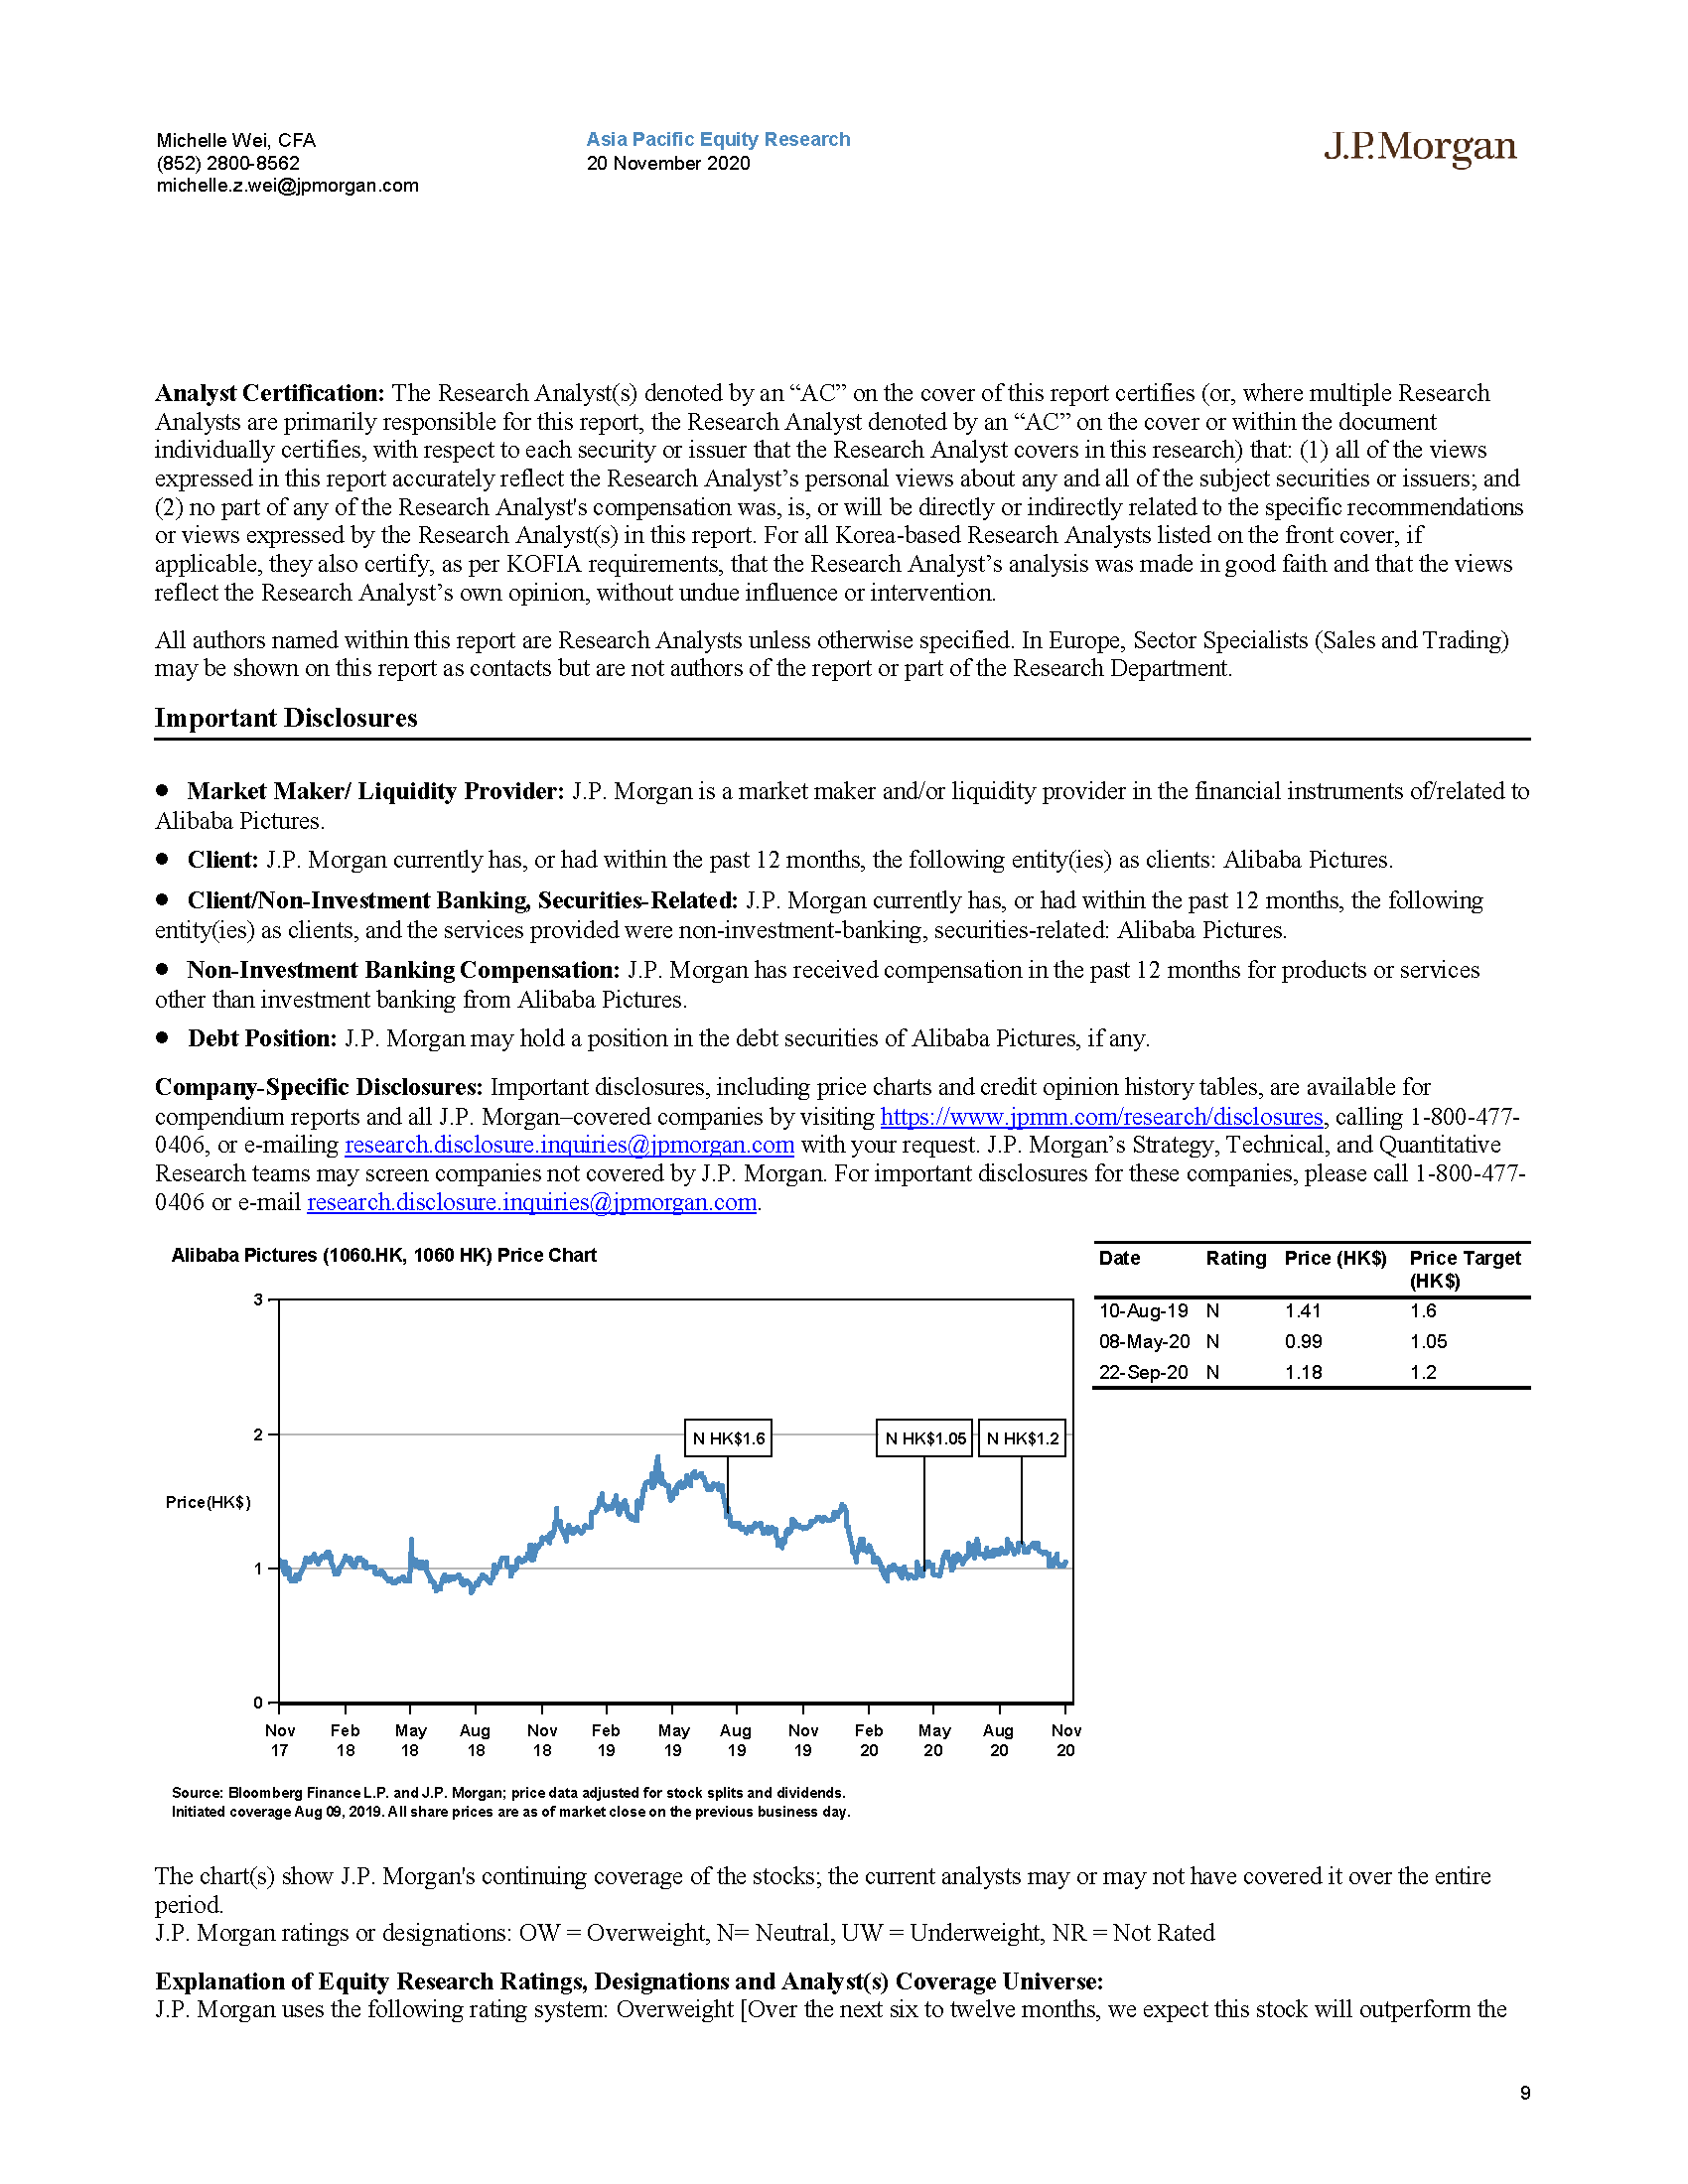 Michelle Wei, CFA
(852) 2800-8562
michelle.z.wei@jpmorgan.com
Asia Pacific Equity Research
20 November 2020
J.P.Morgan
Analyst Certification: The Research Analyst(s) denoted by an “AC” on the cover of this report certifies (or, where multiple Research
Analysts are primarily responsible for this report, the Research Analyst denoted by an “AC” on the cover or within the document
individually certifies, with respect to each security or issuer that the Research Analyst covers in this research) that: (1) all of the views
expressed in this report accurately reflect the Research Analyst’s personal views about any and all of the subject securities or issuers; and
(2) no part of any of the Research Analyst's compensation was, is, or will be directly or indirectly related to the specific recommendations
or views expressed by the Research Analyst(s) in this report. For all Korea-based Research Analysts listed on the front cover, if
applicable, they also certify, as per KOFIA requirements, that the Research Analyst’s analysis was made in good faith and that the views
reflect the Research Analyst’s own opinion, without undue influence or intervention.
All authors named within this report are Research Analysts unless otherwise specified. In Europe, Sector Specialists (Sales and Trading)
may be shown on this report as contacts but are not authors of the report or part of the Research Department.
Important Disclosures
● Market Maker/ Liquidity Provider: J.P. Morgan is a market maker and/or liquidity provider in the financial instruments of/related to
Alibaba Pictures.
● Client: J.P. Morgan currently has, or had within the past 12 months, the following entity(ies) as clients: Alibaba Pictures.
● Client/Non-Investment Banking, Securities-Related: J.P. Morgan currently has, or had within the past 12 months, the following
entity(ies) as clients, and the services provided were non-investment-banking, securities-related: Alibaba Pictures.
● Non-Investment Banking Compensation: J.P. Morgan has received compensation in the past 12 months for products or services
other than investment banking from Alibaba Pictures.
● Debt Position: J.P. Morgan may hold a position in the debt securities of Alibaba Pictures, if any.
Company-Specific Disclosures: Important disclosures, including price charts and credit opinion history tables, are available for
compendium reports and all J.P. Morgan–covered companies by visiting https://www.jpmm.com/research/disclosures, calling 1-800-477-
0406, or e-mailing research.disclosure.inquiries@jpmorgan.com with your request. J.P. Morgan’s Strategy, Technical, and Quantitative
Research teams may screen companies not covered by J.P. Morgan. For important disclosures for these companies, please call 1-800-477-
0406 or e-mail research.disclosure.inquiries@jpmorgan.com.
Alibaba Pictures (1060.HK, 1060 HK) Price Chart
3
2
N HK$1.6 N HK$1.05 N HK$1.2
Price(HK$)
1
0
Nov Feb May Aug Nov Feb May Aug Nov Feb May Aug Nov
17 18 18 18 18 19 19 19 19 20 20 20 20
Date Rating Price (HK$) Price Target
(HK$)
10-Aug-19 N 1.41 1.6
08-May-20 N 0.99 1.05
22-Sep-20 N 1.18 1.2
Source: Bloomberg Finance L.P. and J.P. Morgan; price data adjusted for stock splits and dividends.
Initiated coverage Aug 09, 2019. All share prices are as of market close on the previous business day.
The chart(s) show J.P. Morgan's continuing coverage of the stocks; the current analysts may or may not have covered it over the entire
period.
J.P. Morgan ratings or designations: OW = Overweight, N= Neutral, UW = Underweight, NR = Not Rated
Explanation of Equity Research Ratings, Designations and Analyst(s) Coverage Universe:
J.P. Morgan uses the following rating system: Overweight [Over the next six to twelve months, we expect this stock will outperform the
9